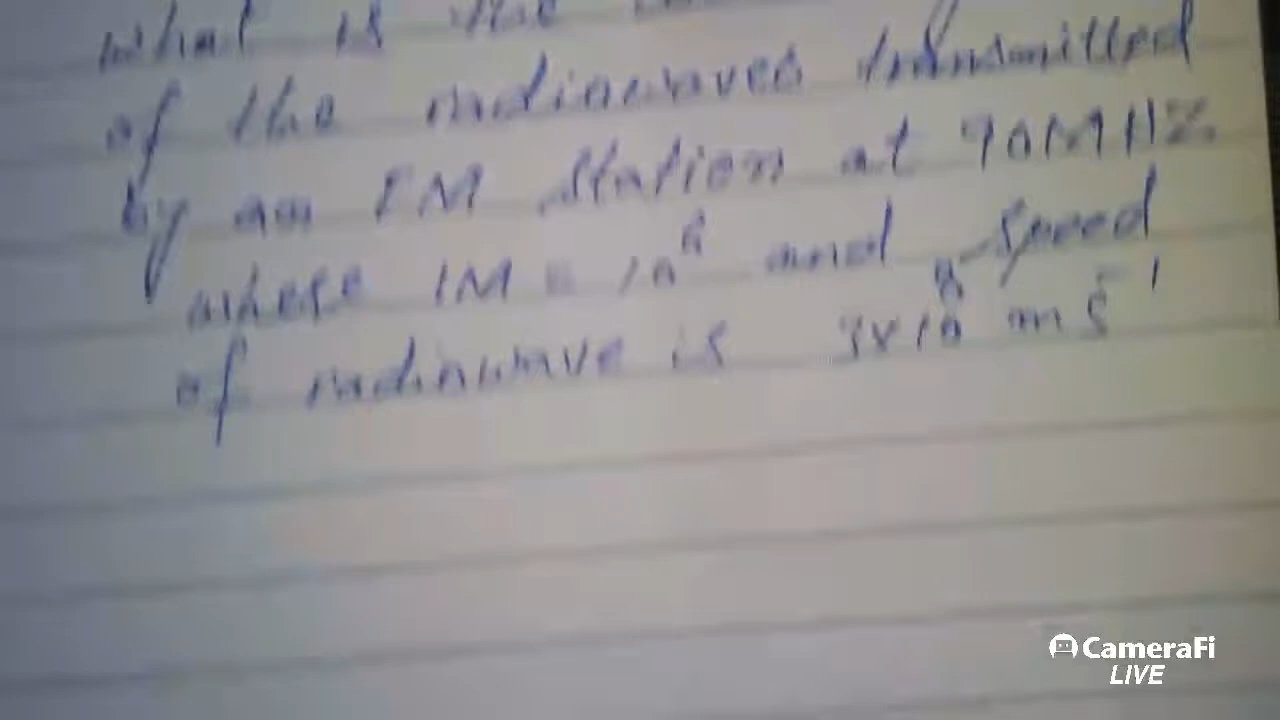 what is the
of the radiowaves transmitted
by an FM station at 90MHZ
where 1M = 10⁶ and speed
of radiowave is 3x10⁸ ms⁻¹
CameraFi
LIVE